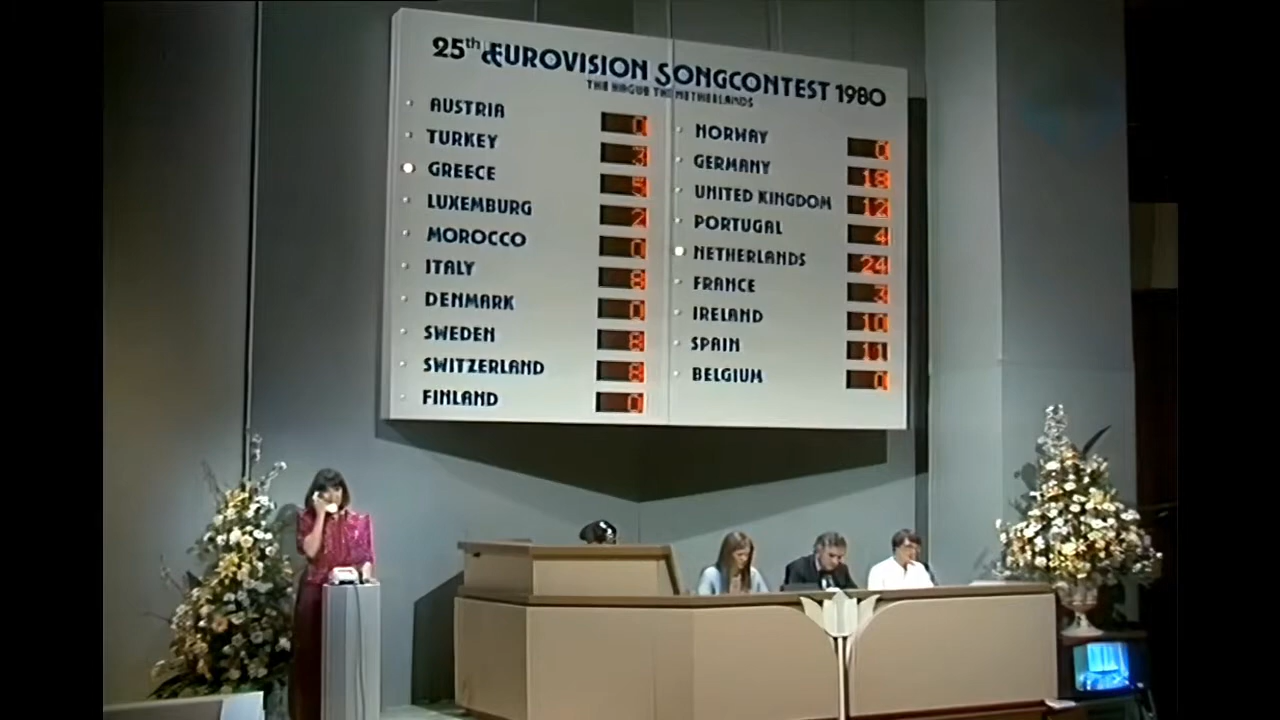 25th EUROVISION SONGCONTEST 1980
THE HAGUE THE NETHERLANDS
AUSTRIA 0
TURKEY 3
GREECE 5
LUXEMBURG 2
MOROCCO 0
ITALY 8
DENMARK 0
SWEDEN 8
SWITZERLAND 8
FINLAND 0
NORWAY 0
GERMANY 18
UNITED KINGDOM 12
PORTUGAL 4
NETHERLANDS 24
FRANCE 3
IRELAND 10
SPAIN 11
BELGIUM 0